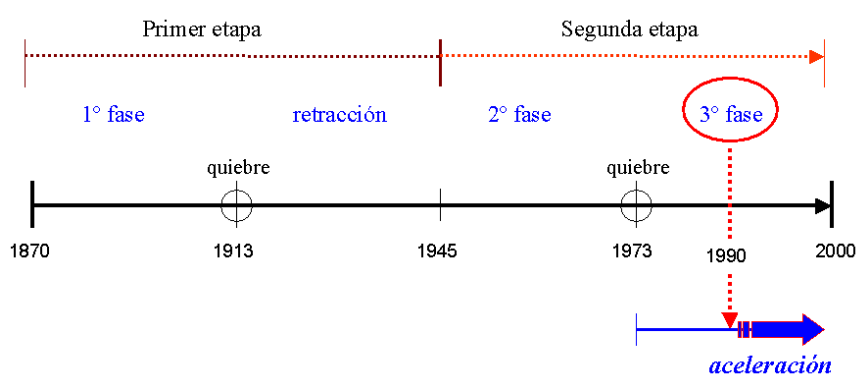 Primer etapa
Segunda etapa
1° fase
retracción
2° fase
3° fase
quiebre
quiebre
1870
1913
1945
1973
1990
2000
aceleración